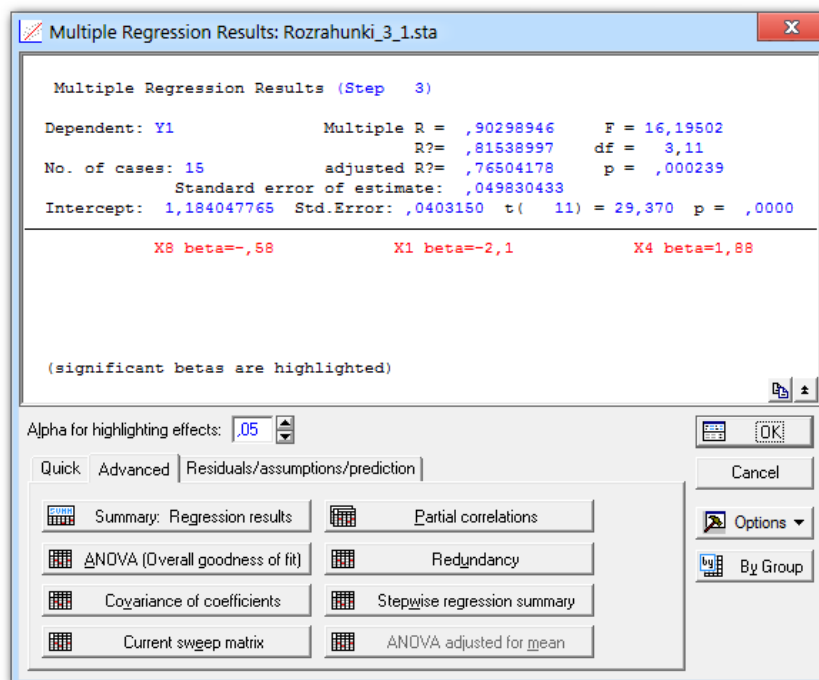 Multiple Regression Results: Rozrahunki_3_1.sta
x
Multiple Regression Results (Step 3)
Dependent: Y1 Multiple R = ,90298946 F = 16,19502
R?= ,81538997 df = 3,11
No. of cases: 15 adjusted R?= ,76504178 p = ,000239
Standard error of estimate: ,049830433
Intercept: 1,184047765 Std.Error: ,0403150 t( 11) = 29,370 p = ,0000
X8 beta=-,58 X1 beta=-2,1 X4 beta=1,88
(significant betas are highlighted)
Alpha for highlighting effects: ,05
OK
Quick Advanced Residuals/assumptions/prediction
Cancel
SUMM Summary: Regression results Partial correlations
Options
ANOVA (Overall goodness of fit) Redundancy
by By Group
Covariance of coefficients Stepwise regression summary
Current sweep matrix ANOVA adjusted for mean